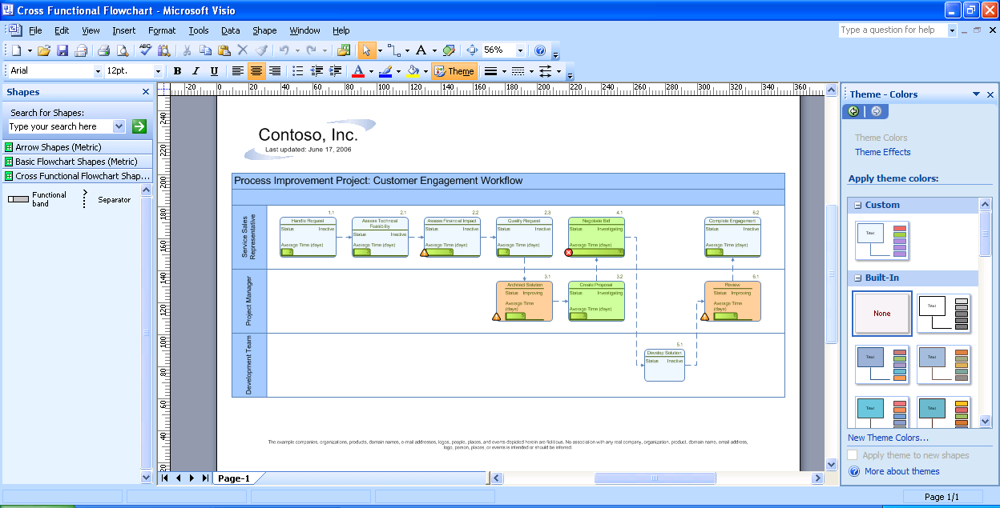 Cross Functional Flowchart - Microsoft Visio
File Edit View Insert Format Tools Data Shape Window Help
Type a question for help
56%
Arial 12pt. B I U A Theme
Shapes
Search for Shapes:
Type your search here
Arrow Shapes (Metric)
Basic Flowchart Shapes (Metric)
Cross Functional Flowchart Shap...
Functional
band
Separator
-20 0 20 40 60 80 100 120 140 160 180 200 220 240 260 280 300 320 340 360
240
220
200
180
160
140
120
100
80
60
40
20
Contoso, Inc.
Last updated: June 17, 2006
Process Improvement Project: Customer Engagement Workflow
Service Sales
Representative
1.1
Handle Request
Status Inactive
Average Time (days)
2
2.1
Assess Technical
Feasibility
Status Inactive
Average Time (days)
2.2
Assess Financial Impact
Status Inactive
Average Time (days)
2.3
Qualify Request
Status Inactive
Average Time (days)
2
4.1
Negotiate Bid
Status Investigating
Average Time (days)
10
6.2
Complete Engagement
Status Inactive
Average Time (days)
Project Manager
3.1
Architect Solution
Status Improving
Average Time
(days)
3.2
Create Proposal
Status Investigating
Average Time (days)
6.1
Review
Status Improving
Average Time
(days)
Development Team
5.1
Develop Solution
Status Inactive
The example companies, organizations, products, domain names, e-mail addresses, logos, people, places, and events depicted herein are fictitious. No association with any real company, organization, product, domain name, email address,
logo, person, places, or events is intended or should be inferred.
Page-1
Theme - Colors
Theme Colors
Theme Effects
Apply theme colors:
Custom
Text
Built-In
None
Text
Text
Text
Text
Text
New Theme Colors...
Apply theme to new shapes
More about themes
Page 1/1